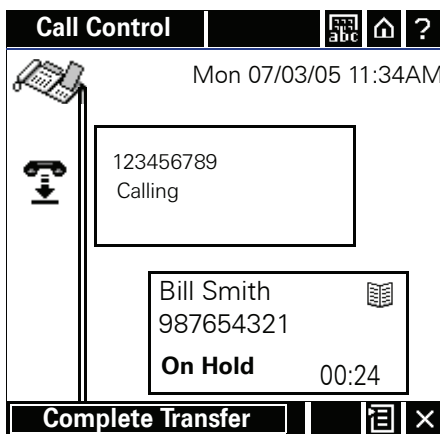 Call Control abc ?
Mon 07/03/05 11:34AM
123456789
Calling
Bill Smith
987654321
On Hold 00:24
Complete Transfer